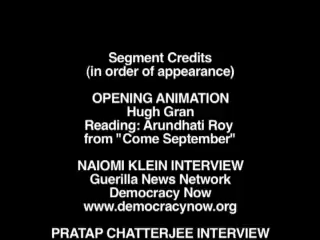 Segment Credits
(in order of appearance)
OPENING ANIMATION
Hugh Gran
Reading: Arundhati Roy
from "Come September"
NAIOMI KLEIN INTERVIEW
Guerilla News Network
Democracy Now
www.democracynow.org
PRATAP CHATTERJEE INTERVIEW